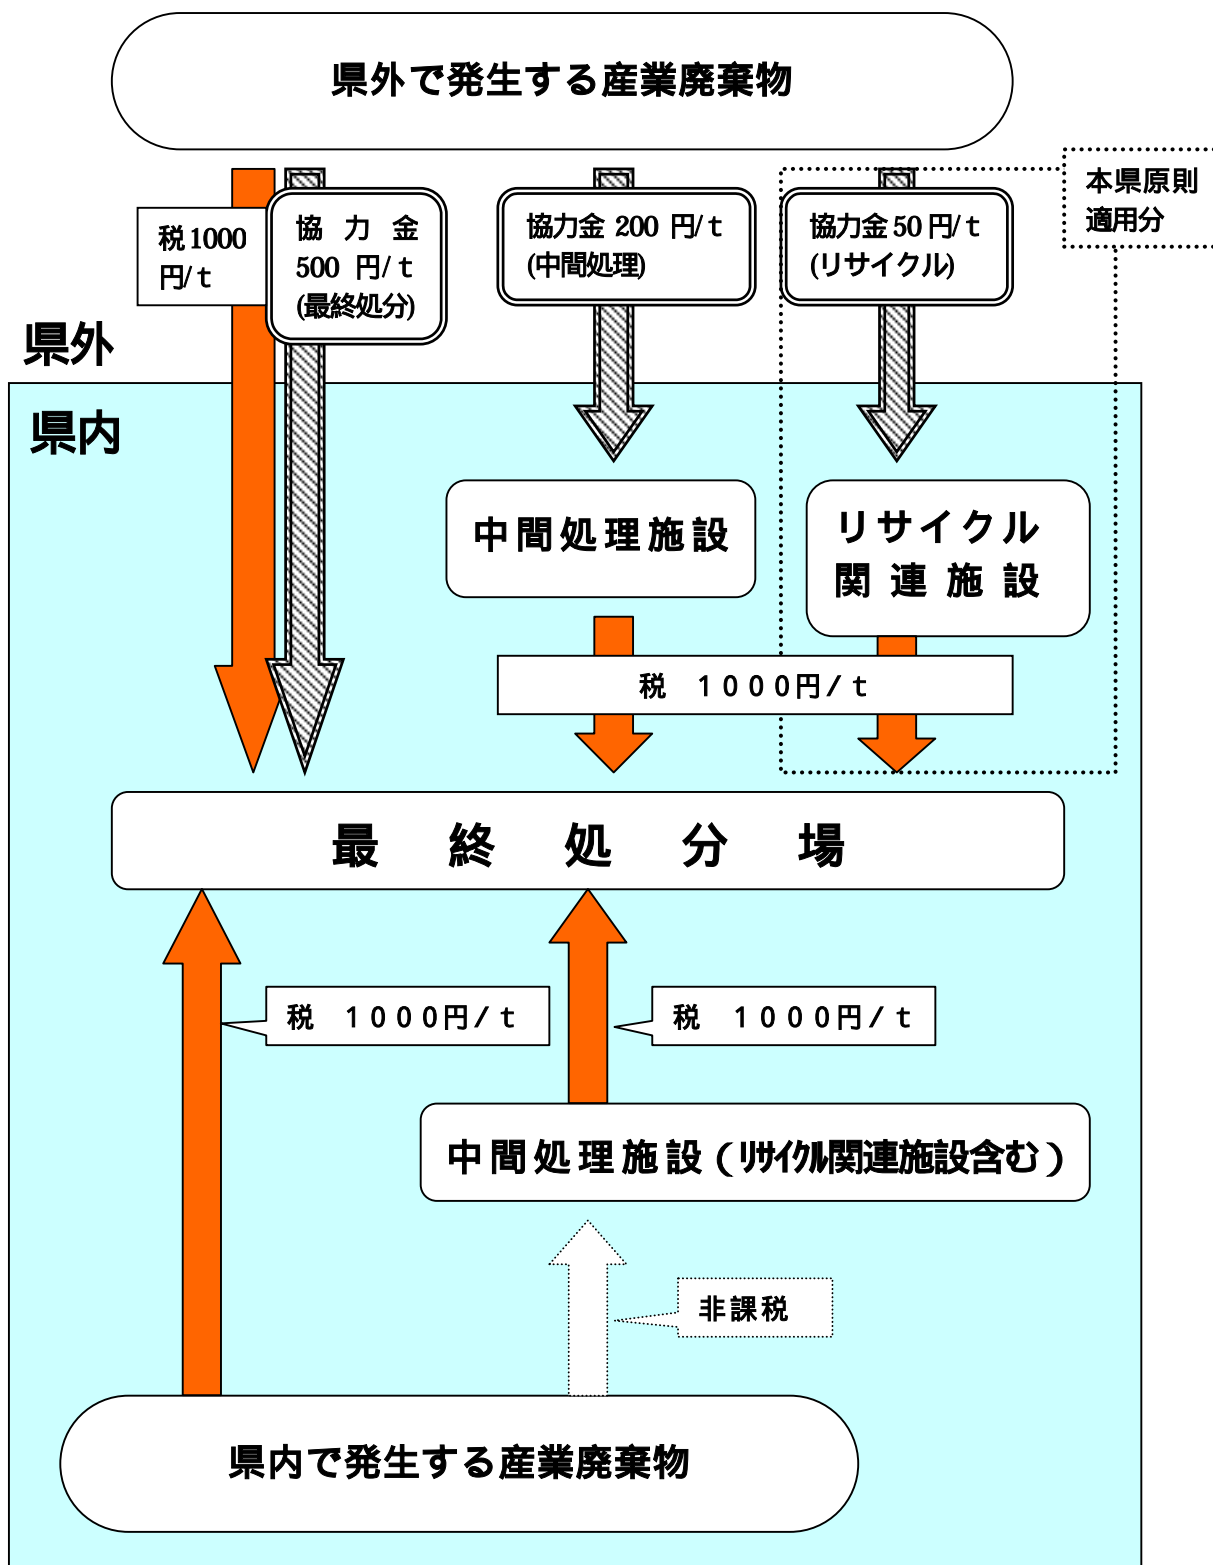 県外で発生する産業廃棄物
本県原則
適用分
税1000
円/t
協力金
500 円/t
(最終処分)
協力金 200 円/t
(中間処理)
協力金 50 円/t
(リサイクル)
県外
県内
中間処理施設
リサイクル
関連施設
税 1000円/t
最終処分場
税 1000円/t
税 1000円/t
中間処理施設(リサイクル関連施設含む)
非課税
県内で発生する産業廃棄物